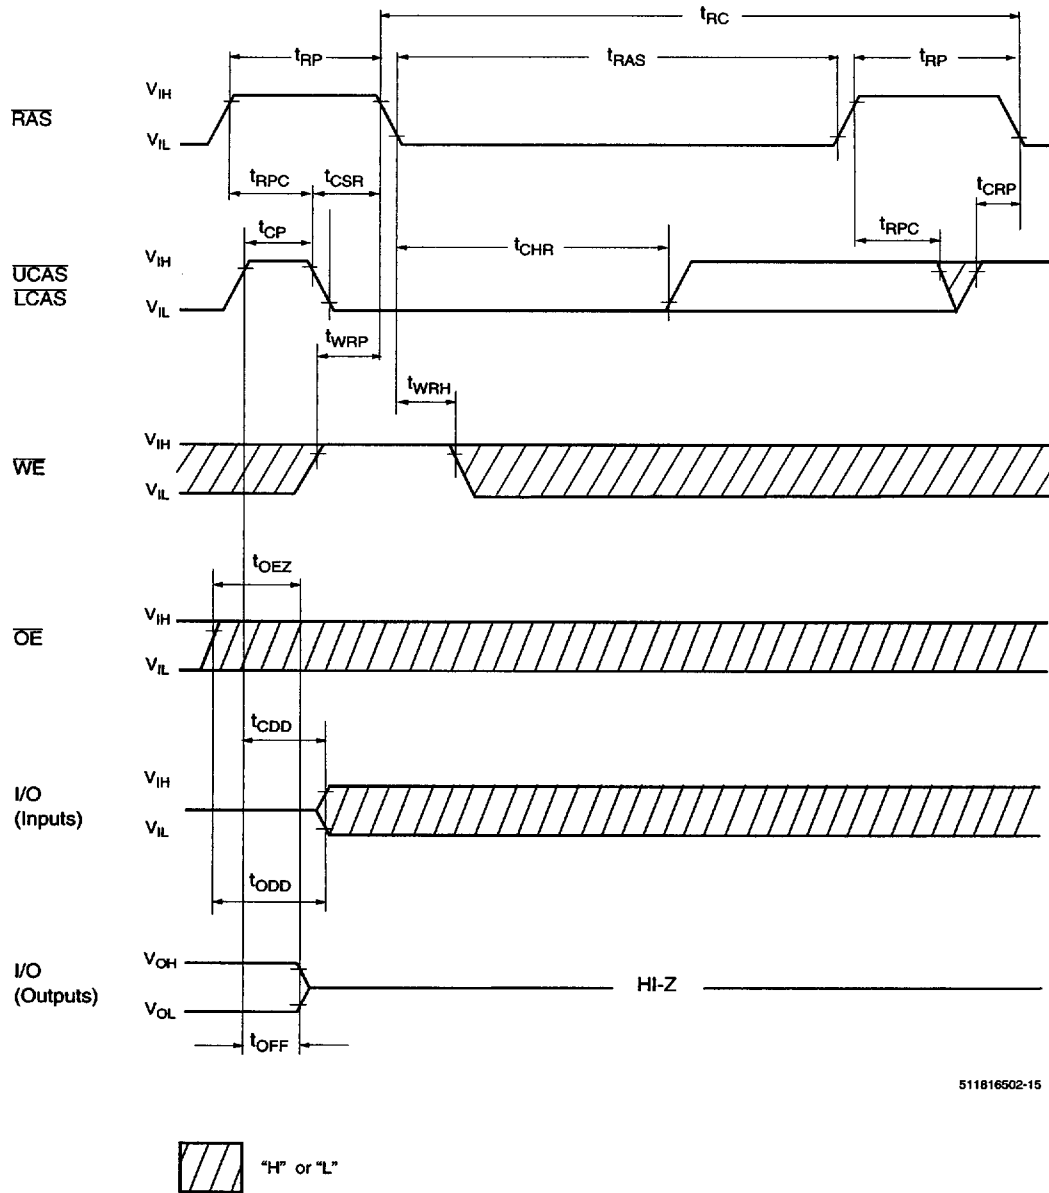 tRC
tRP tRAS tRP
VIH
RAS
VIL
tRPC tCSR tCRP
tCP tCHR tRPC
VIH
UCAS
LCAS
VIL
tWRP
tWRH
VIH
WE
VIL
tOEZ
VIH
OE
VIL
tCDD
VIH
I/O
(Inputs)
VIL
tODD
VOH
I/O
(Outputs)
HI-Z
VOL
tOFF
511816502-15
"H" or "L"